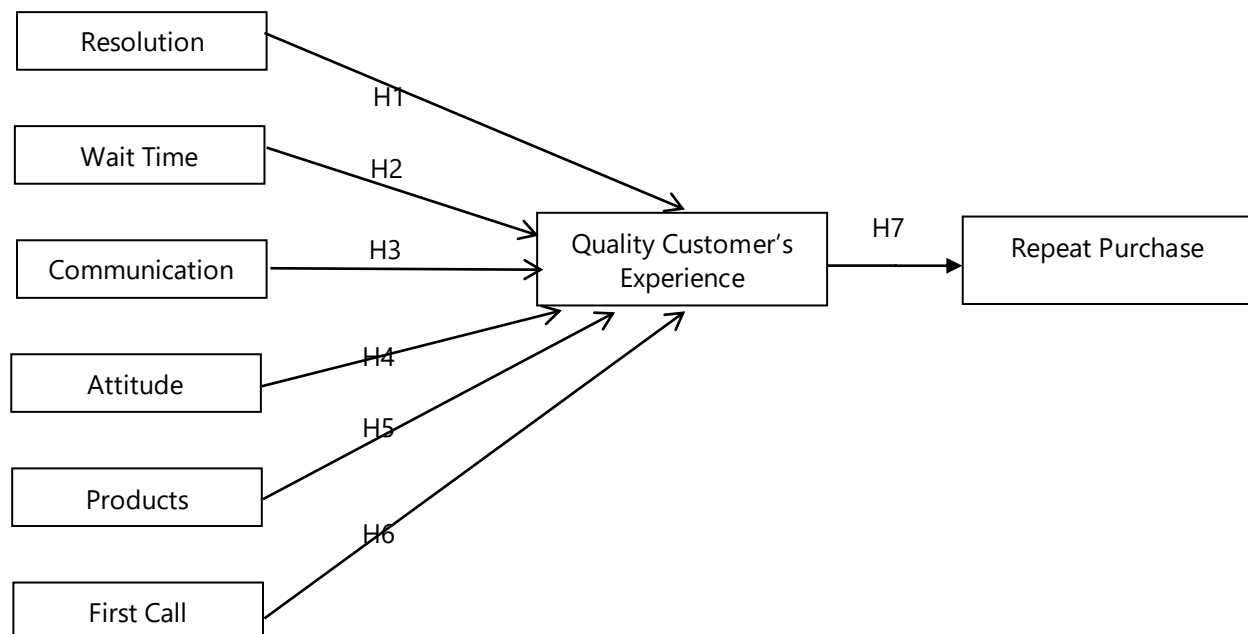 Resolution
H1
Wait Time
H2
Communication
H3
Quality Customer’s
Experience
H7
Repeat Purchase
Attitude
H4
Products
H5
First Call
H6